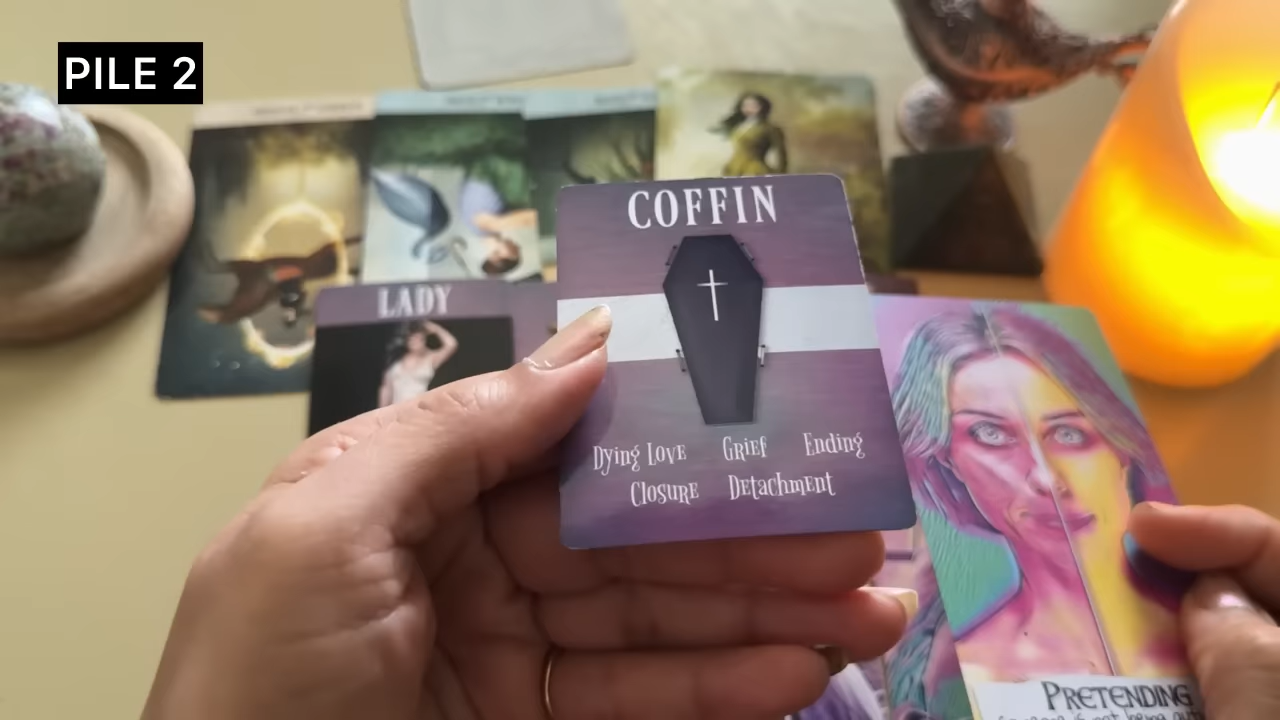 PILE 2
COFFIN
LADY
Dying Love Grief Ending
Closure Detachment
PRETENDING